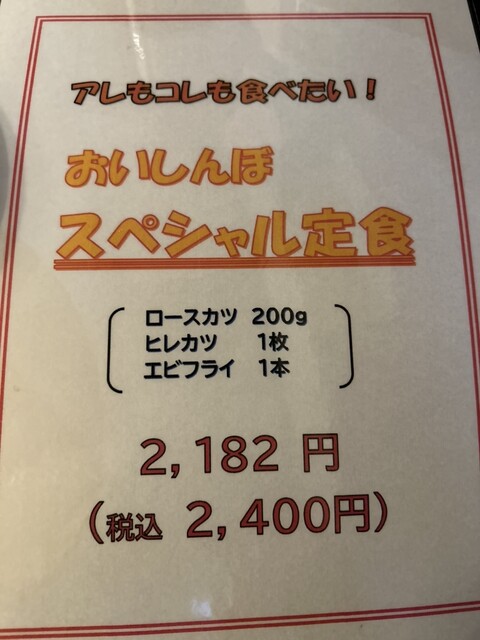 アレもコレも食べたい！
おいしんぼ
スペシャル定食
ロースカツ 200g
ヒレカツ 1枚
エビフライ 1本
2,182 円
(税込 2,400円)